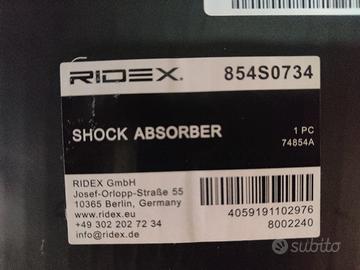 RIDEX. 854S0734
SHOCK ABSORBER
1 PC
74854A
RIDEX GmbH
Josef-Orlopp-Straße 55
10365 Berlin, Germany
www.ridex.eu
+49 302 202 72 34
info@ridex.de
4059191102976
8002240
subito